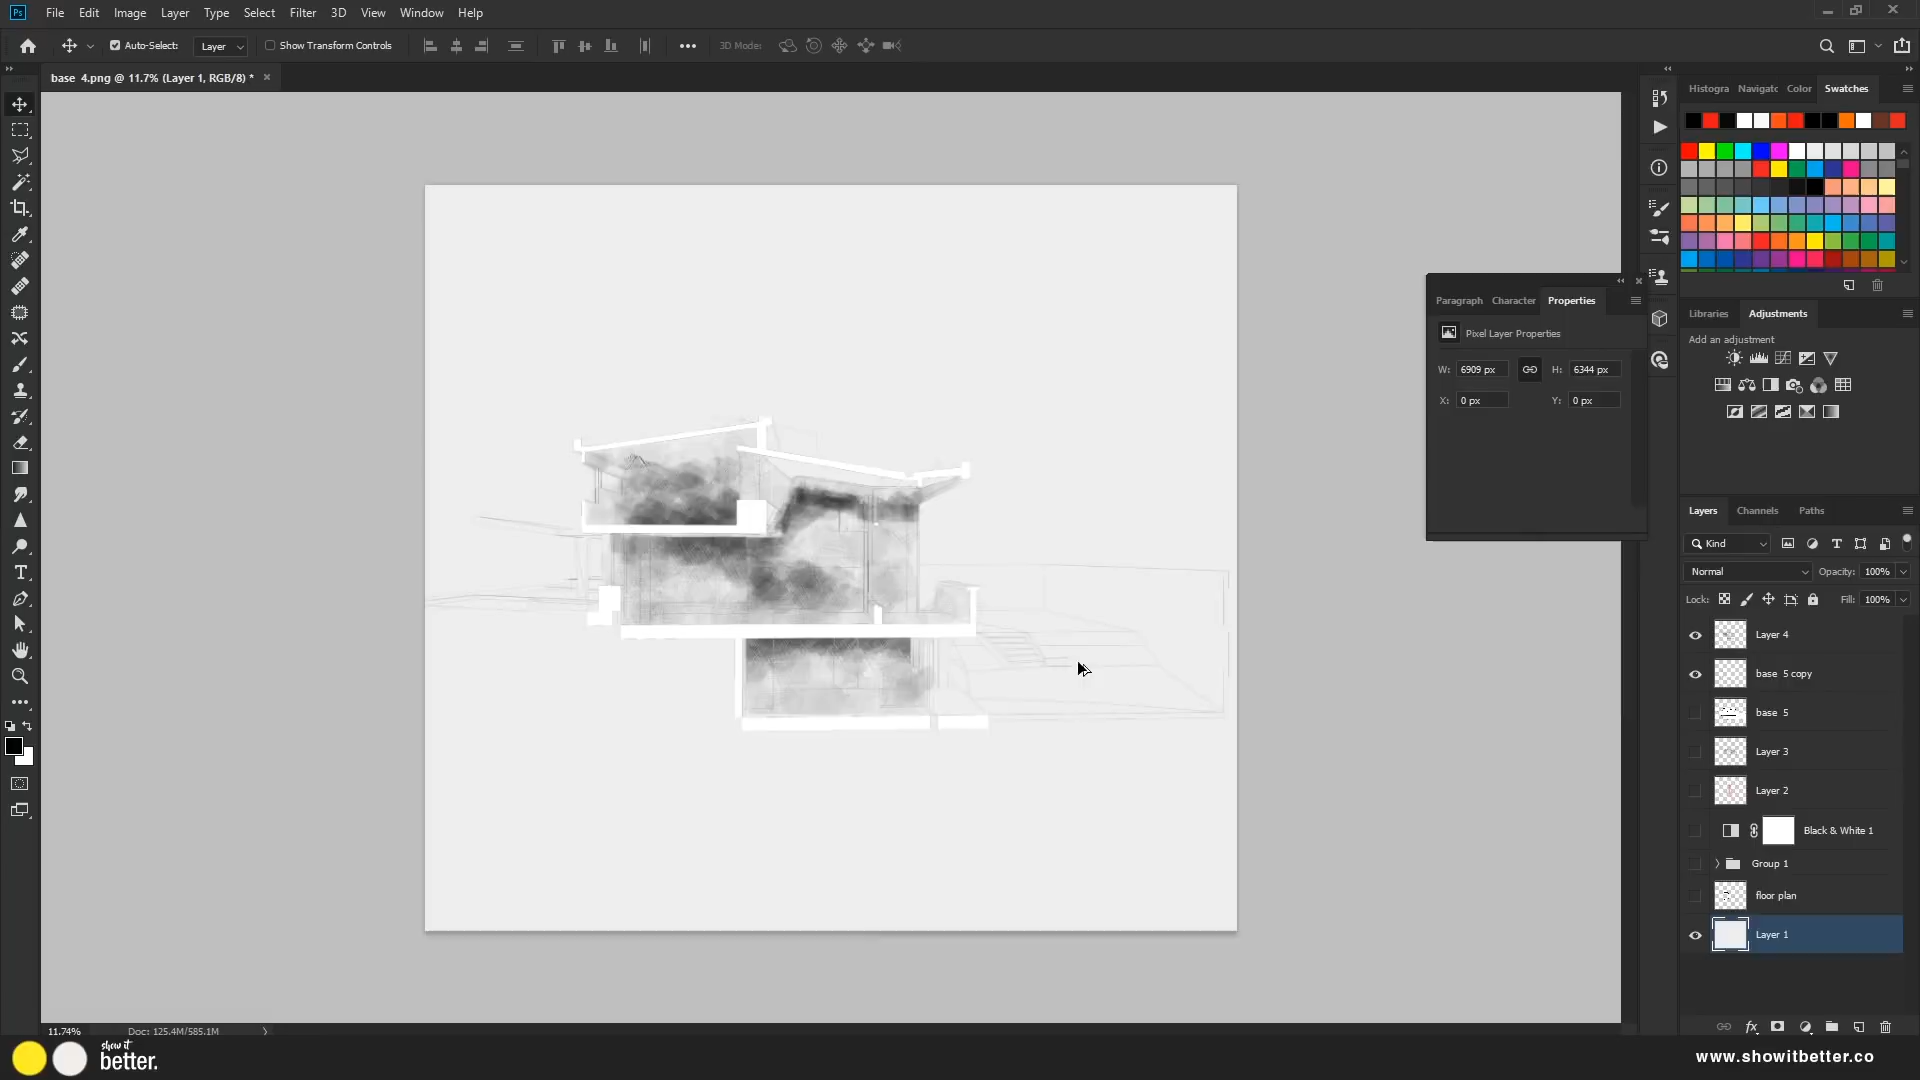 Ps File Edit Image Layer Type Select Filter 3D View Window Help
Auto-Select: Layer Show Transform Controls 3D Mode:
base 4.png @ 11.7% (Layer 1, RGB/8) *
Histogra Navigatc Color Swatches
Paragraph Character Properties
Libraries Adjustments
Pixel Layer Properties
Add an adjustment
W: 6909 px H: 6344 px
X: 0 px Y: 0 px
Layers Channels Paths
Kind
Normal Opacity: 100%
Lock: Fill: 100%
Layer 4
base 5 copy
base 5
Layer 3
Layer 2
Black & White 1
Group 1
floor plan
Layer 1
11.74% Doc: 125.4M/585.1M
show it
better.
www.showitbetter.co